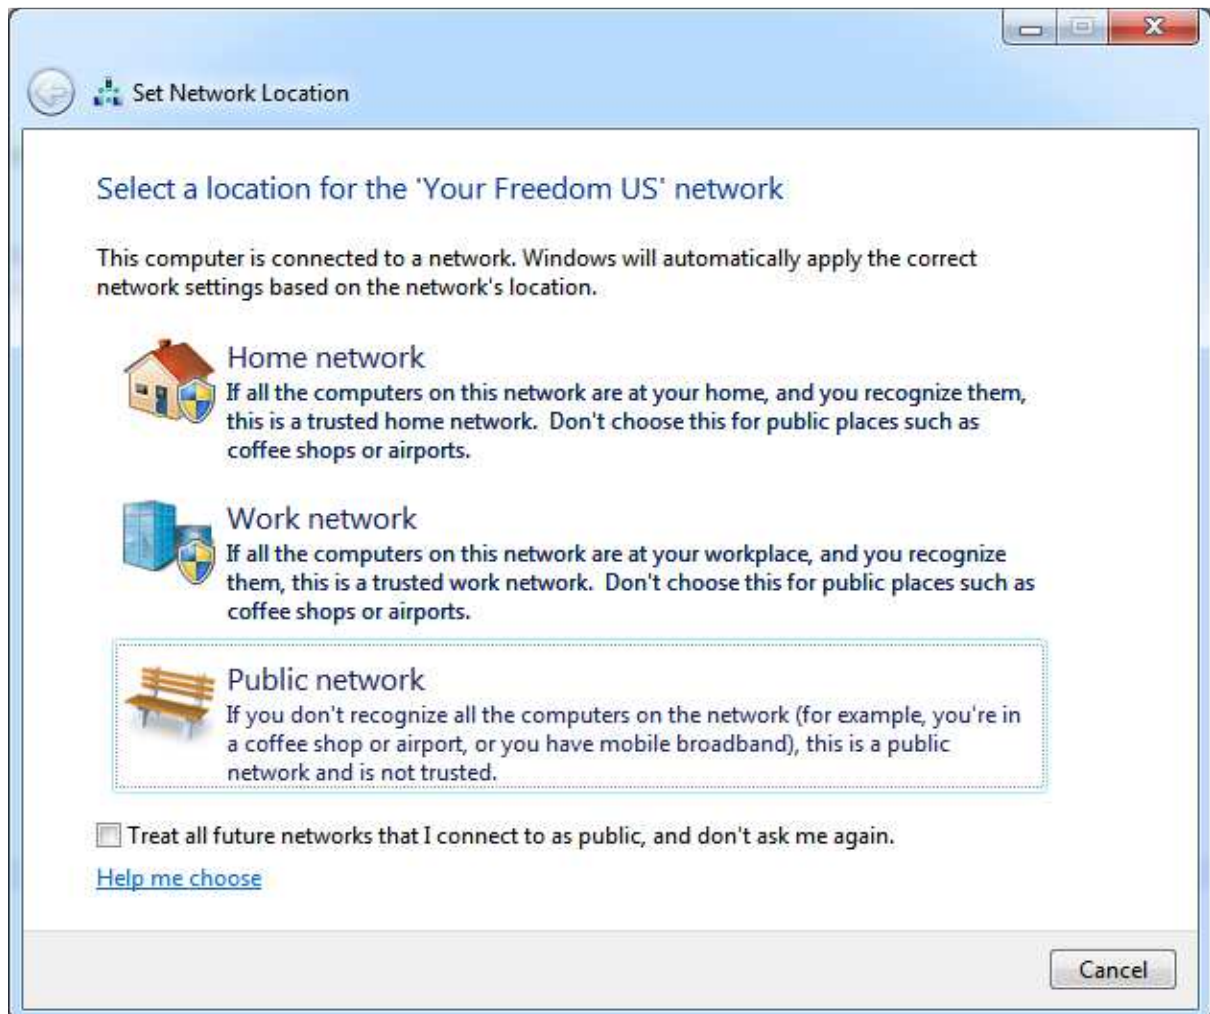 Set Network Location
Select a location for the 'Your Freedom US' network
This computer is connected to a network. Windows will automatically apply the correct
network settings based on the network's location.
Home network
If all the computers on this network are at your home, and you recognize them,
this is a trusted home network.  Don't choose this for public places such as
coffee shops or airports.
Work network
If all the computers on this network are at your workplace, and you recognize
them, this is a trusted work network.  Don't choose this for public places such as
coffee shops or airports.
Public network
If you don't recognize all the computers on the network (for example, you're in
a coffee shop or airport, or you have mobile broadband), this is a public
network and is not trusted.
Treat all future networks that I connect to as public, and don't ask me again.
Help me choose
Cancel